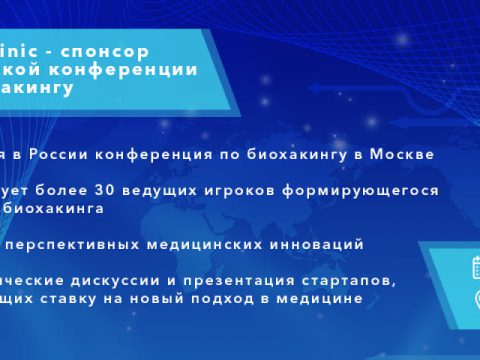 inic - спонсор
кой конференции
акингу
я в России конференция по биохакингу в Москве
ует более 30 ведущих игроков формирующегося
биохакинга
перспективных медицинских инноваций
ические дискуссии и презентация стартапов,
щих ставку на новый подход в медицине